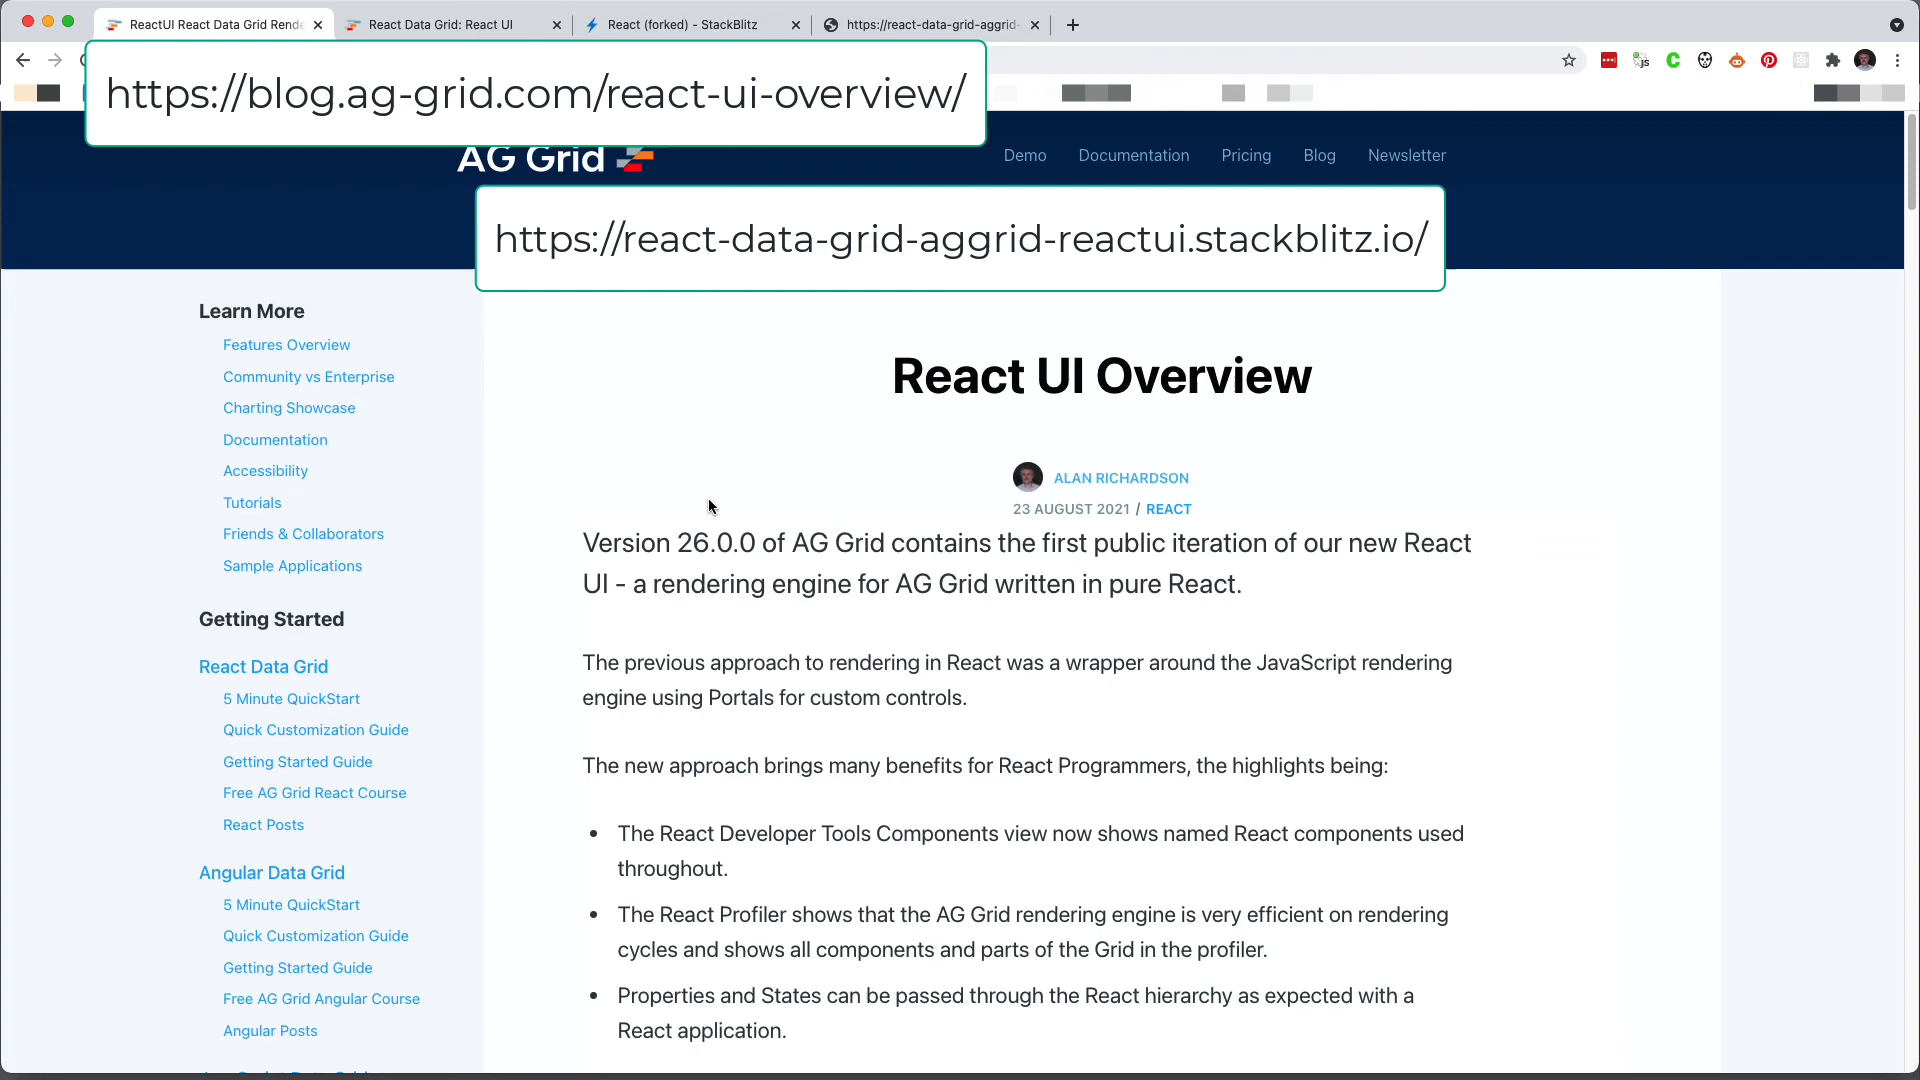 ReactUI React Data Grid Rende
React Data Grid: React UI
React (forked) - StackBlitz
https://react-data-grid-aggrid-
https://blog.ag-grid.com/react-ui-overview/
AG Grid
Demo
Documentation
Pricing
Blog
Newsletter
https://react-data-grid-aggrid-reactui.stackblitz.io/
Learn More
Features Overview
Community vs Enterprise
Charting Showcase
Documentation
Accessibility
Tutorials
Friends & Collaborators
Sample Applications
Getting Started
React Data Grid
5 Minute QuickStart
Quick Customization Guide
Getting Started Guide
Free AG Grid React Course
React Posts
Angular Data Grid
5 Minute QuickStart
Quick Customization Guide
Getting Started Guide
Free AG Grid Angular Course
Angular Posts
React UI Overview
ALAN RICHARDSON
23 AUGUST 2021 / REACT
Version 26.0.0 of AG Grid contains the first public iteration of our new React
UI - a rendering engine for AG Grid written in pure React.
The previous approach to rendering in React was a wrapper around the JavaScript rendering
engine using Portals for custom controls.
The new approach brings many benefits for React Programmers, the highlights being:
• The React Developer Tools Components view now shows named React components used
throughout.
• The React Profiler shows that the AG Grid rendering engine is very efficient on rendering
cycles and shows all components and parts of the Grid in the profiler.
• Properties and States can be passed through the React hierarchy as expected with a
React application.